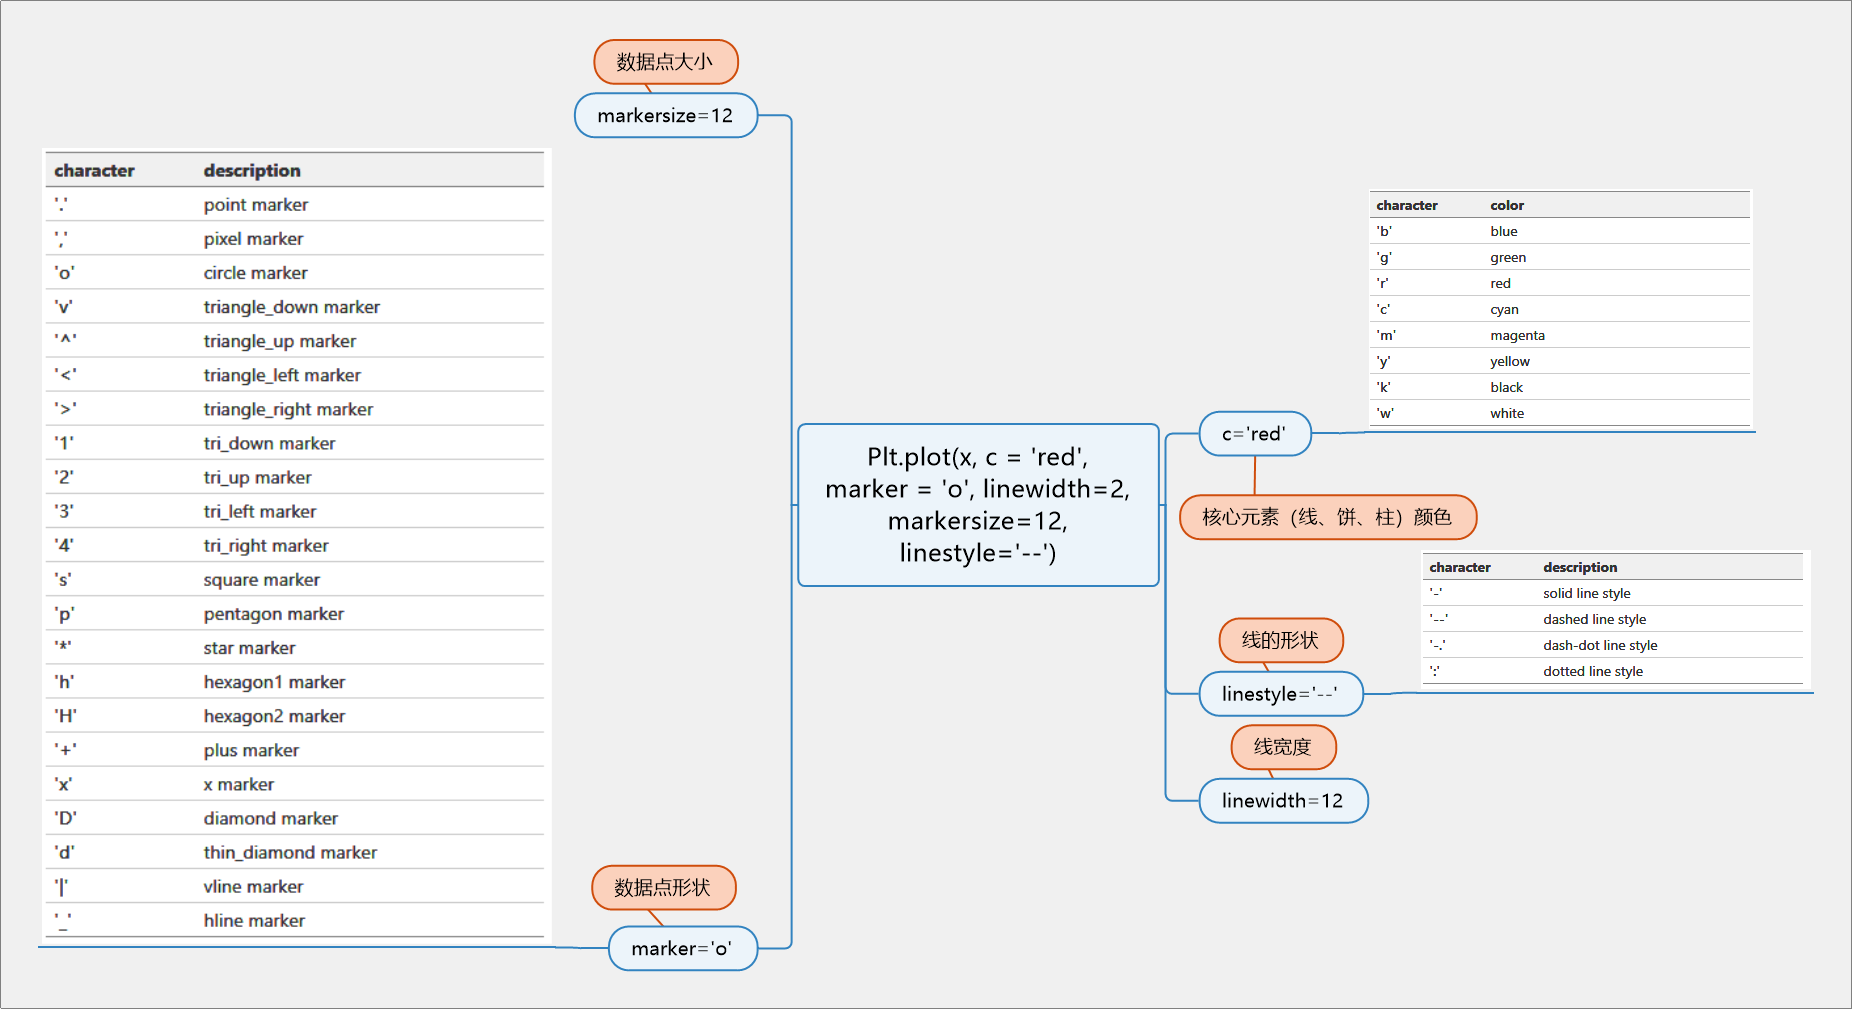 数据点大小
markersize=12
character description
'.' point marker
',' pixel marker
'o' circle marker
'v' triangle_down marker
'^' triangle_up marker
'<' triangle_left marker
'>' triangle_right marker
'1' tri_down marker
'2' tri_up marker
'3' tri_left marker
'4' tri_right marker
's' square marker
'p' pentagon marker
'*' star marker
'h' hexagon1 marker
'H' hexagon2 marker
'+' plus marker
'x' x marker
'D' diamond marker
'd' thin_diamond marker
'|' vline marker
'_' hline marker
数据点形状
marker='o'
Plt.plot(x, c = 'red',
marker = 'o', linewidth=2,
markersize=12,
linestyle='--')
character color
'b' blue
'g' green
'r' red
'c' cyan
'm' magenta
'y' yellow
'k' black
'w' white
c='red'
核心元素（线、饼、柱）颜色
character description
'-' solid line style
'--' dashed line style
'-.' dash-dot line style
':' dotted line style
线的形状
linestyle='--'
线宽度
linewidth=12